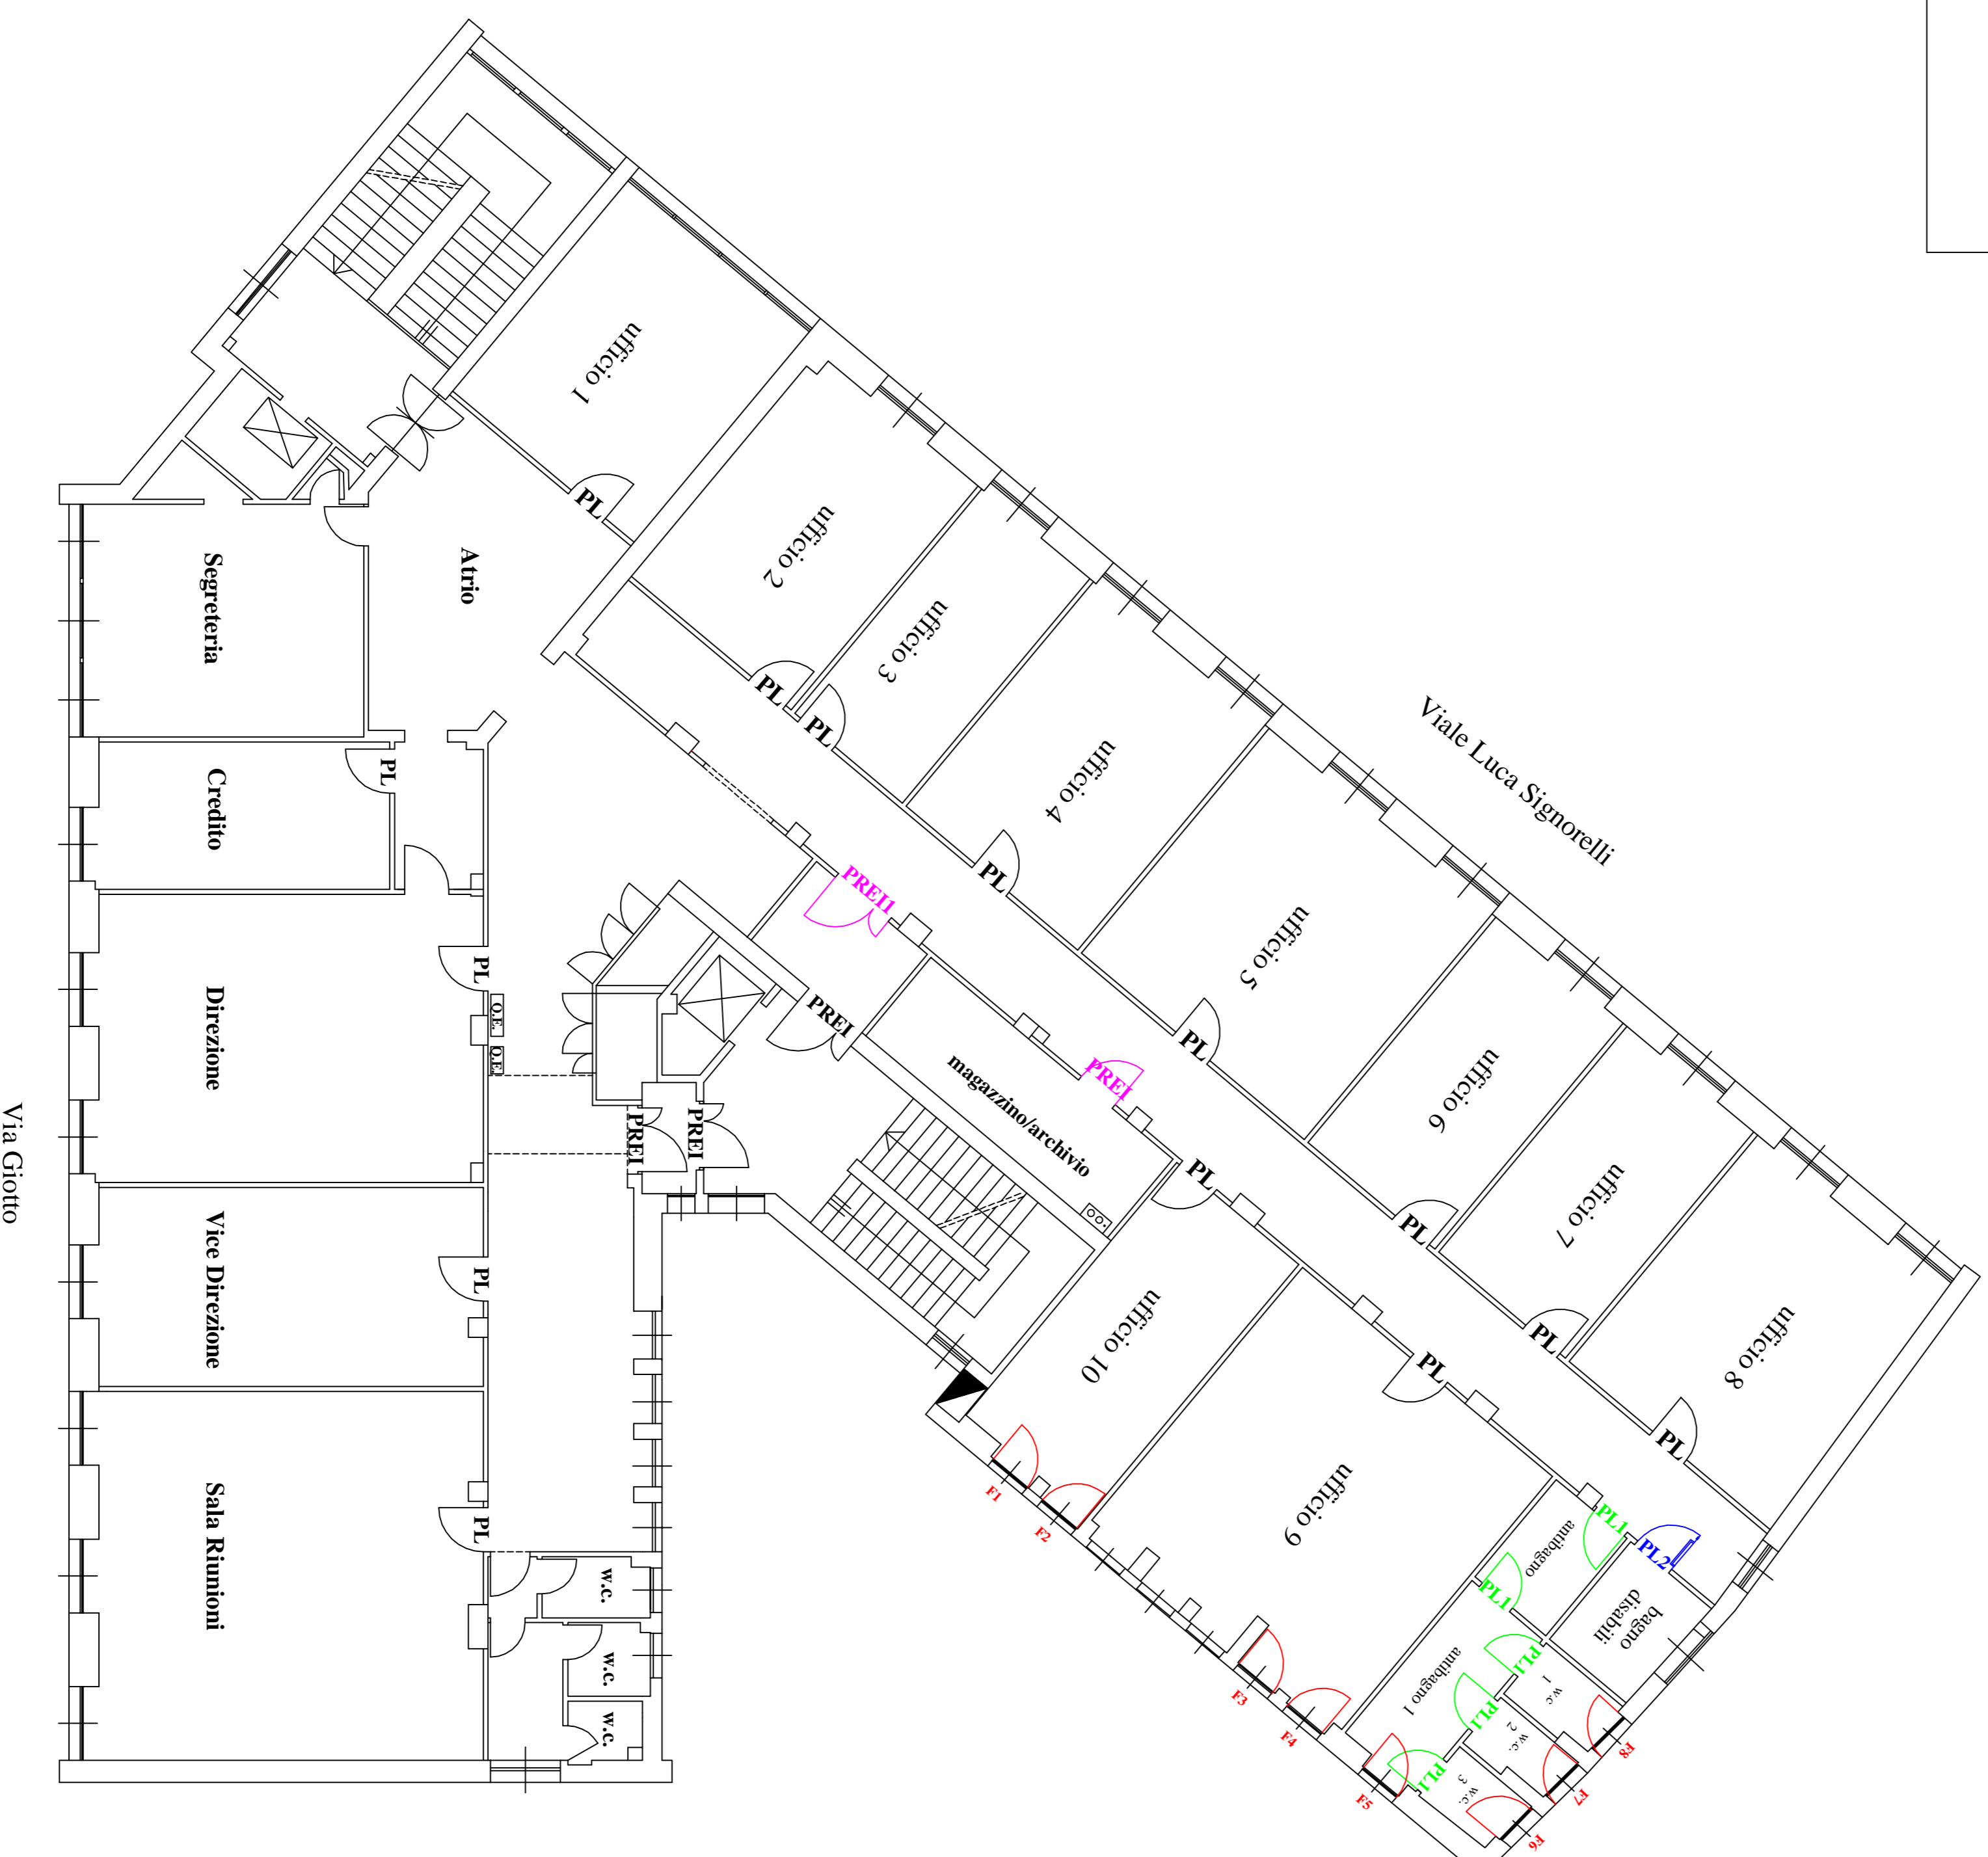 ufficio 1
ufficio 2
ufficio 3
ufficio 4
ufficio 5
ufficio 6
ufficio 7
ufficio 8
Viale Luca Signorelli
PL
PL
PL
PL
PL
PL
PL
PL
Atrio
Segreteria
Credito
PL
Direzione
PL
Q.E.
Q.E.
Vice Direzione
PL
Sala Riunioni
PL
Via Giotto
PREI1
PREI
PREI
PREI
PREI
magazzino/archivio
PL
ufficio 10
PL
ufficio 9
w.c.
w.c.
w.c.
F1
F2
F3
F4
F5
F6
F7
F8
PL1
antibagno
PL2
bagno
disabili
PL1
antibagno 1
PL1
w.c
1
PL1
w.c.
2
PL1
w.c.
3